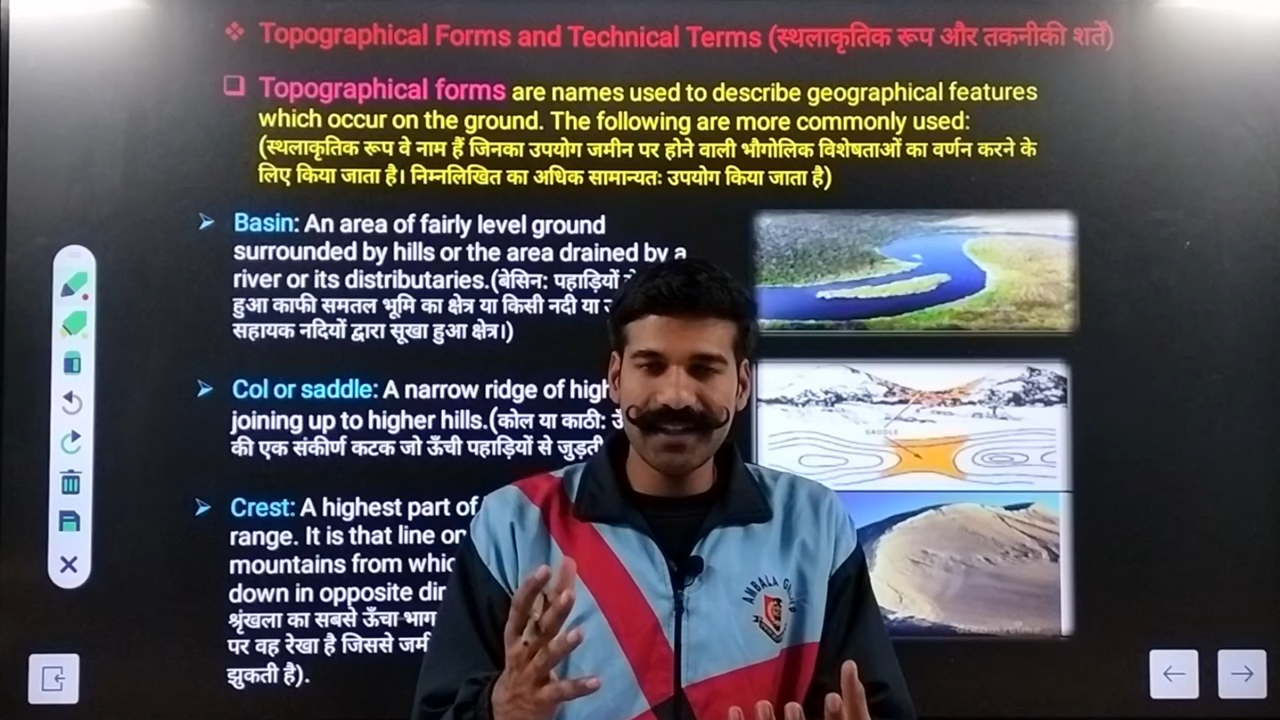 Topographical Forms and Technical Terms (स्थलाकृतिक रूप और तकनीकी शर्तें)
Topographical forms are names used to describe geographical features
which occur on the ground. The following are more commonly used:
(स्थलाकृतिक रूप वे नाम हैं जिनका उपयोग जमीन पर होने वाली भौगोलिक विशेषताओं का वर्णन करने के
लिए किया जाता है। निम्नलिखित का अधिक सामान्यतः उपयोग किया जाता है)
Basin: An area of fairly level ground
surrounded by hills or the area drained by a
river or its distributaries.(बेसिन: पहाड़ियों
हुआ काफी समतल भूमि का क्षेत्र या किसी नदी या
सहायक नदियों द्वारा सूखा हुआ क्षेत्र।)
Col or saddle: A narrow ridge of high
joining up to higher hills.(कोल या काठी:
की एक संकीर्ण कटक जो ऊँची पहाड़ियों से जुड़ती
SADDLE
Crest: A highest part of
range. It is that line on
mountains from which
down in opposite
श्रृंखला का सबसे ऊँचा भाग
पर वह रेखा है जिससे
झुकती है).
AMBALA